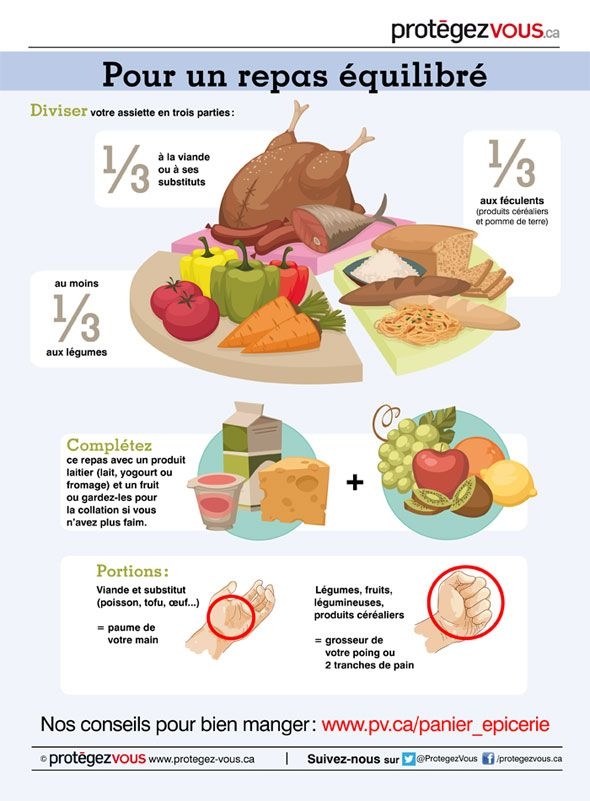 protégezvous.ca
Pour un repas équilibré
Diviser votre assiette en trois parties :
1/3
à la viande
ou à ses
substituts
1/3
aux féculents
(produits céréaliers
et pomme de terre)
au moins
1/3
aux légumes
Complétez
ce repas avec un produit
laitier (lait, yogourt ou
fromage) et un fruit
ou gardez-les pour
la collation si vous
n'avez plus faim.
+
Portions :
Viande et substitut
(poisson, tofu, œuf...)
= paume de
votre main
Légumes, fruits,
légumineuses,
produits céréaliers
= grosseur de
votre poing ou
2 tranches de pain
Nos conseils pour bien manger : www.pv.ca/panier_epicerie
© protégezvous www.protegez-vous.ca | Suivez-nous sur @ProtegezVous f /protegezvous.ca